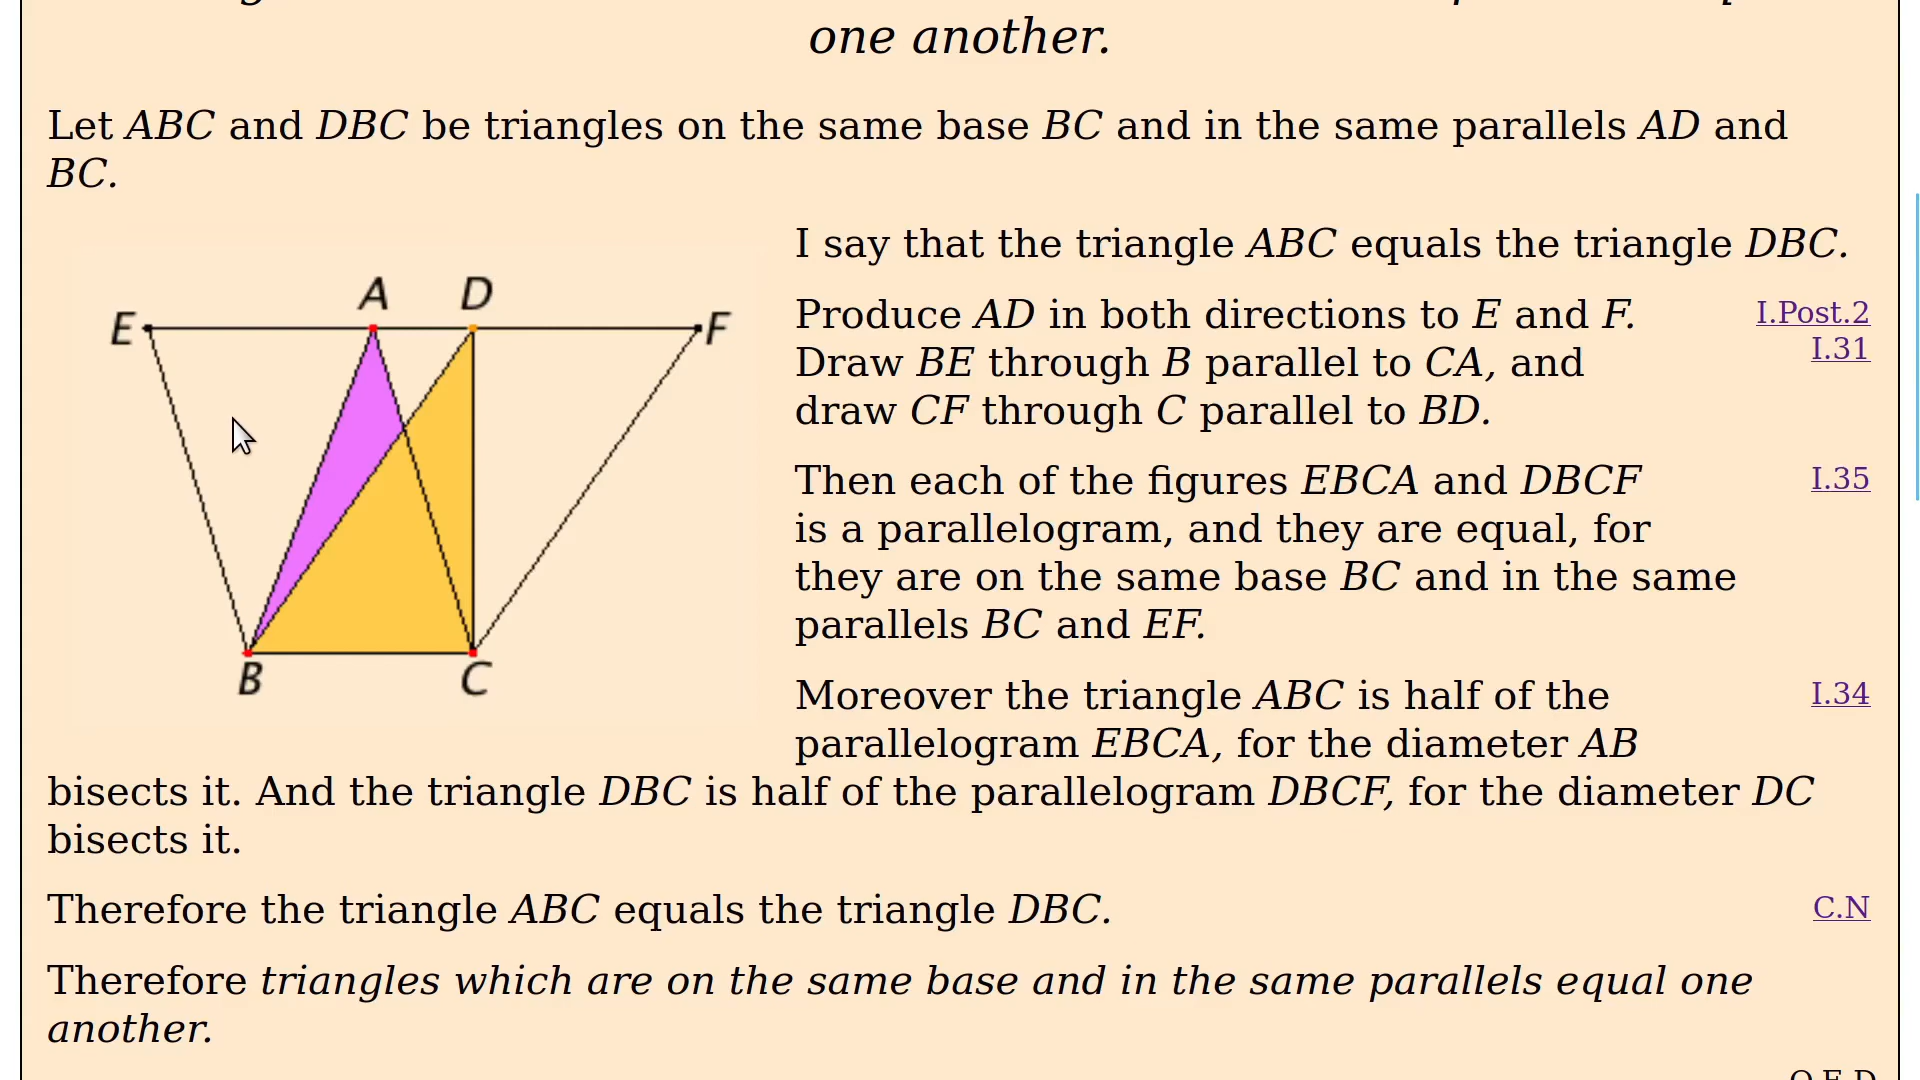 one another.
Let ABC and DBC be triangles on the same base BC and in the same parallels AD and
BC.
I say that the triangle ABC equals the triangle DBC.
A D
E F
B C
Produce AD in both directions to E and F. I.Post.2
Draw BE through B parallel to CA, and I.31
draw CF through C parallel to BD.
Then each of the figures EBCA and DBCF I.35
is a parallelogram, and they are equal, for
they are on the same base BC and in the same
parallels BC and EF.
Moreover the triangle ABC is half of the I.34
parallelogram EBCA, for the diameter AB
bisects it. And the triangle DBC is half of the parallelogram DBCF, for the diameter DC
bisects it.
Therefore the triangle ABC equals the triangle DBC. C.N
Therefore triangles which are on the same base and in the same parallels equal one
another.
Q.E.D